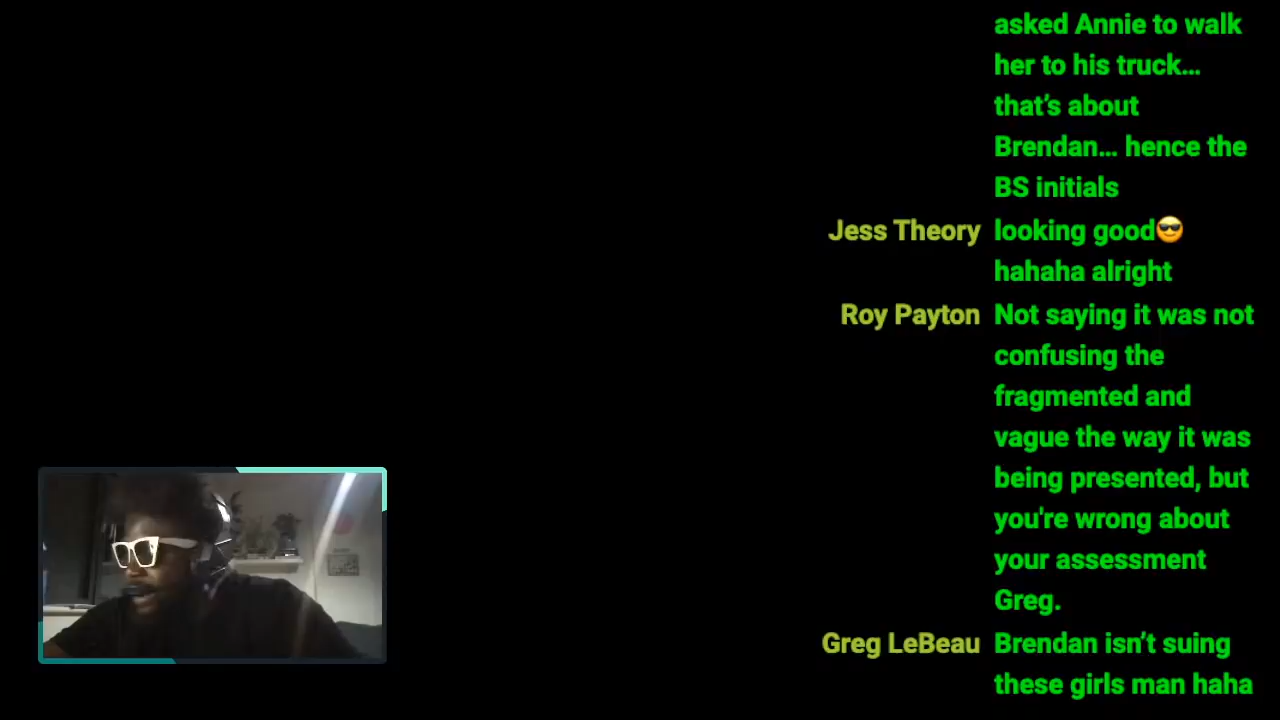 asked Annie to walk
her to his truck…
that’s about
Brendan… hence the
BS initials
Jess Theory looking good😎
hahaha alright
Roy Payton Not saying it was not
confusing the
fragmented and
vague the way it was
being presented, but
you're wrong about
your assessment
Greg.
Greg LeBeau Brendan isn’t suing
these girls man haha